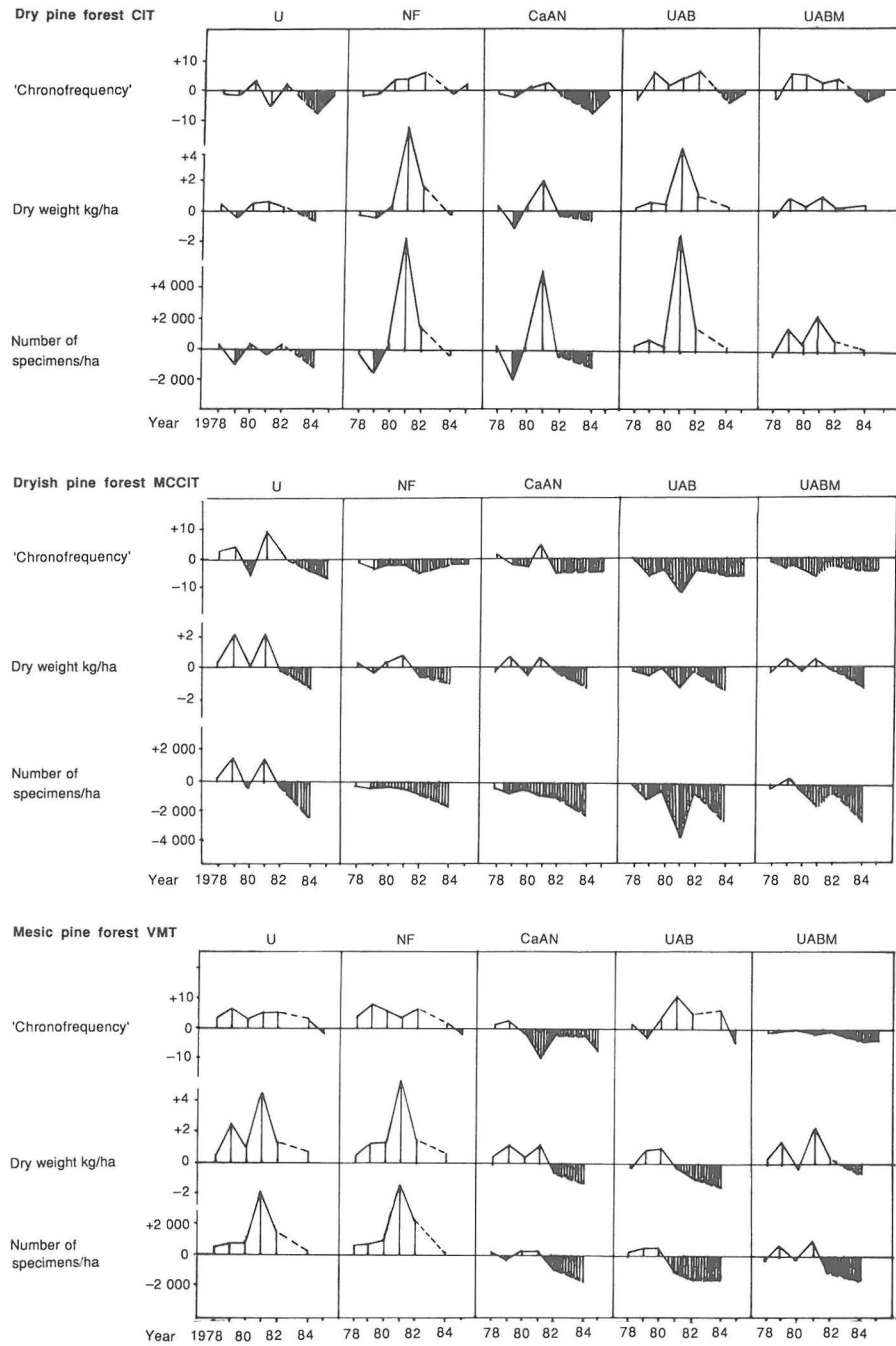 Dry pine forest CIT
U NF CaAN UAB UABM
+10
'Chronofrequency' 0
-10
+4
+2
Dry weight kg/ha 0
-2
+4 000
+2 000
Number of specimens/ha 0
-2 000
Year 1978 80 82 84 78 80 82 84 78 80 82 84 78 80 82 84 78 80 82 84
Dryish pine forest MCCIT
U NF CaAN UAB UABM
+10
'Chronofrequency' 0
-10
+2
Dry weight kg/ha 0
-2
+2 000
Number of specimens/ha 0
-2 000
-4 000
Year 1978 80 82 84 78 80 82 84 78 80 82 84 78 80 82 84 78 80 82 84
Mesic pine forest VMT
U NF CaAN UAB UABM
+10
'Chronofrequency' 0
-10
+4
+2
Dry weight kg/ha 0
-2
+2 000
Number of specimens/ha 0
-2 000
Year 1978 80 82 84 78 80 82 84 78 80 82 84 78 80 82 84 78 80 82 84